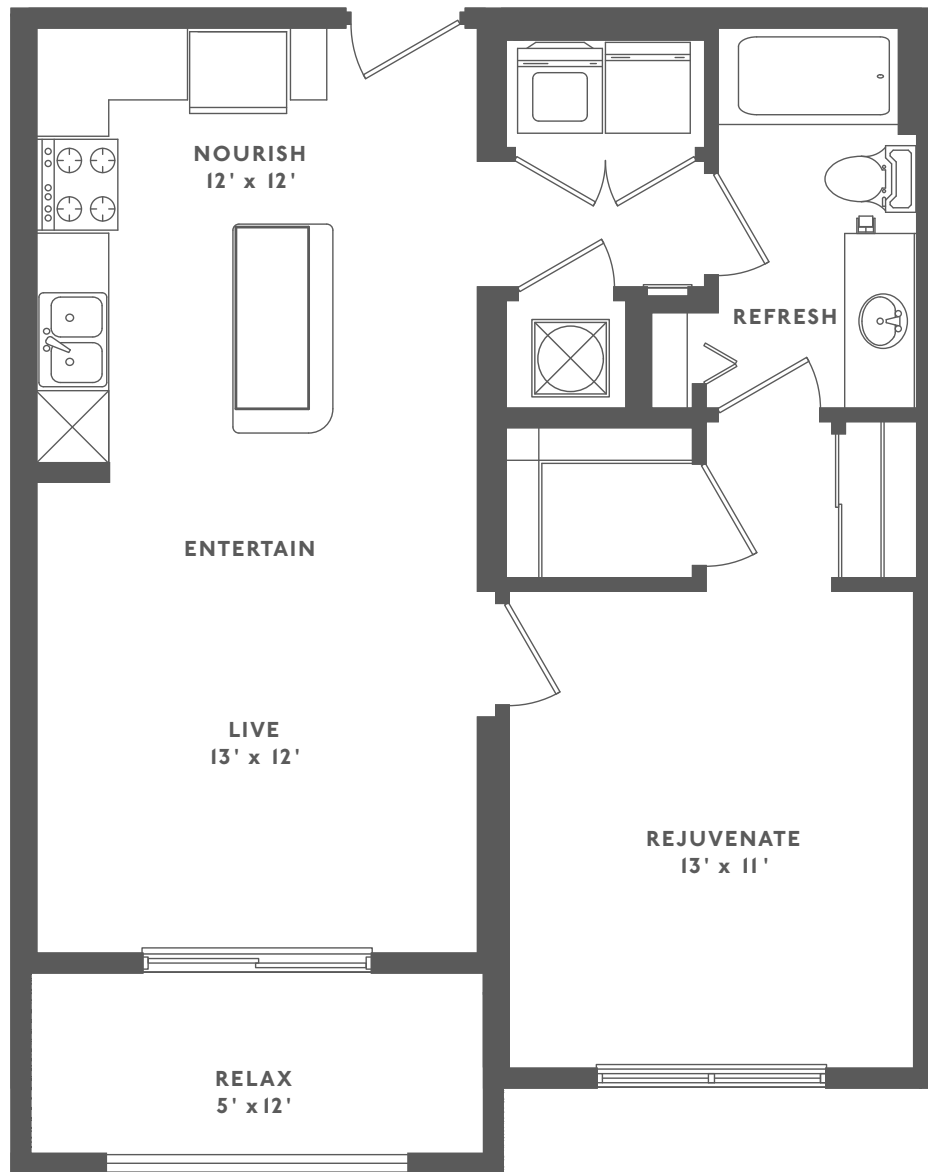 NOURISH
12' x 12'
REFRESH
ENTERTAIN
LIVE
13' x 12'
REJUVENATE
13' x 11'
RELAX
5' x 12'